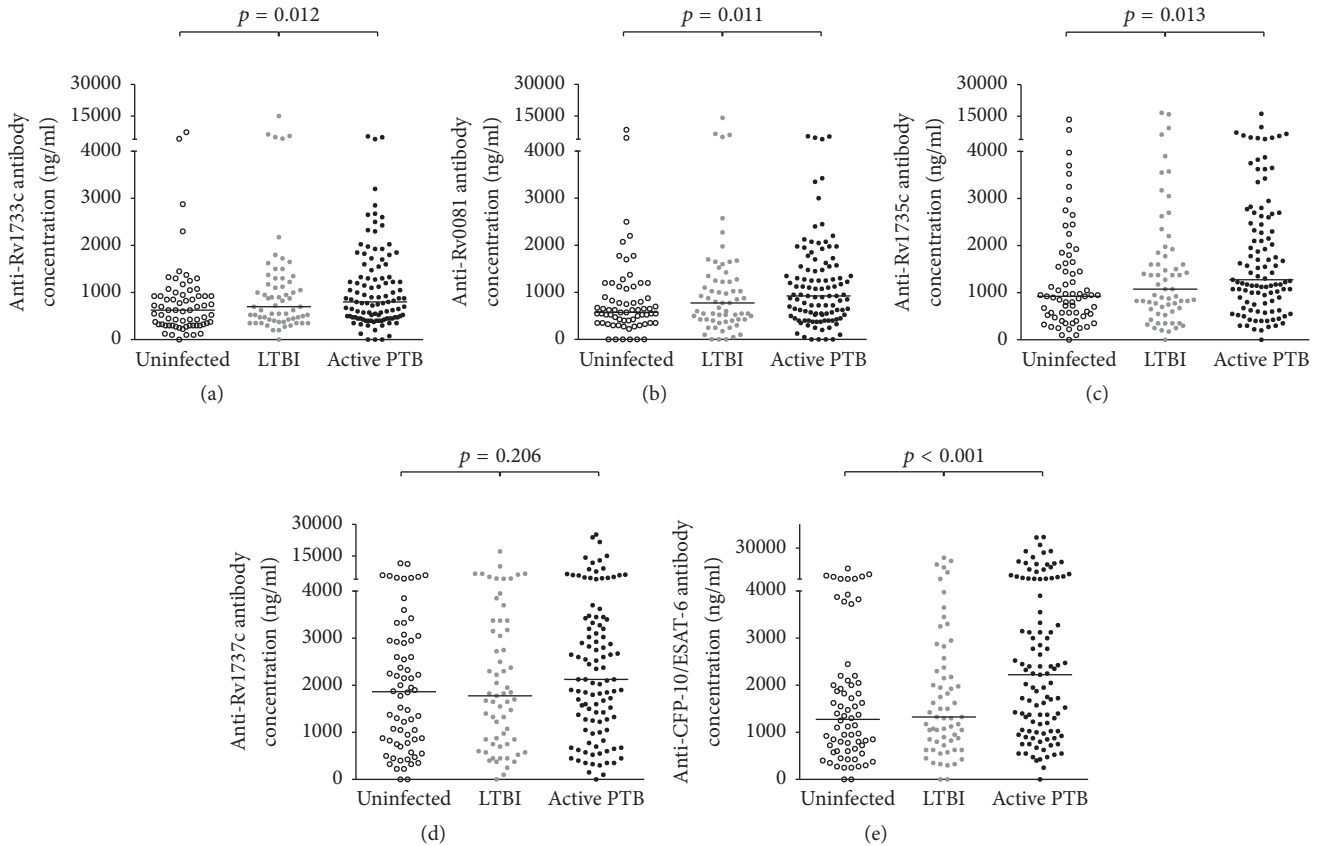 p = 0.012
Anti-Rv1733c antibody
concentration (ng/ml)
30000
15000
4000
3000
2000
1000
0
Uninfected LTBI Active PTB
(a)
p = 0.011
Anti-Rv0081 antibody
concentration (ng/ml)
30000
15000
4000
3000
2000
1000
0
Uninfected LTBI Active PTB
(b)
p = 0.013
Anti-Rv1735c antibody
concentration (ng/ml)
30000
15000
4000
3000
2000
1000
0
Uninfected LTBI Active PTB
(c)
p = 0.206
Anti-Rv1737c antibody
concentration (ng/ml)
30000
15000
4000
3000
2000
1000
0
Uninfected LTBI Active PTB
(d)
p < 0.001
Anti-CFP-10/ESAT-6 antibody
concentration (ng/ml)
30000
4000
3000
2000
1000
0
Uninfected LTBI Active PTB
(e)